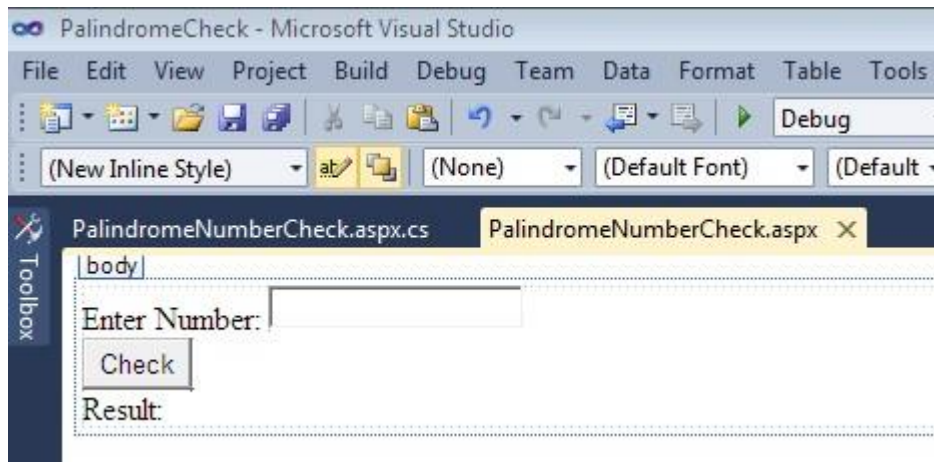 PalindromeCheck - Microsoft Visual Studio
File Edit View Project Build Debug Team Data Format Table Tools
Debug
(New Inline Style) ab (None) (Default Font) (Default
Toolbox
PalindromeNumberCheck.aspx.cs PalindromeNumberCheck.aspx
body
Enter Number:
Check
Result: